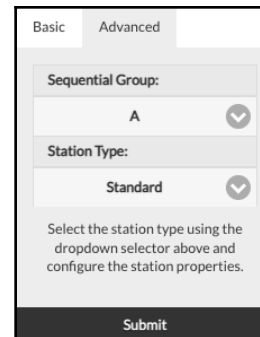 Basic Advanced
Sequential Group:
A
Station Type:
Standard
Select the station type using the
dropdown selector above and
configure the station properties.
Submit